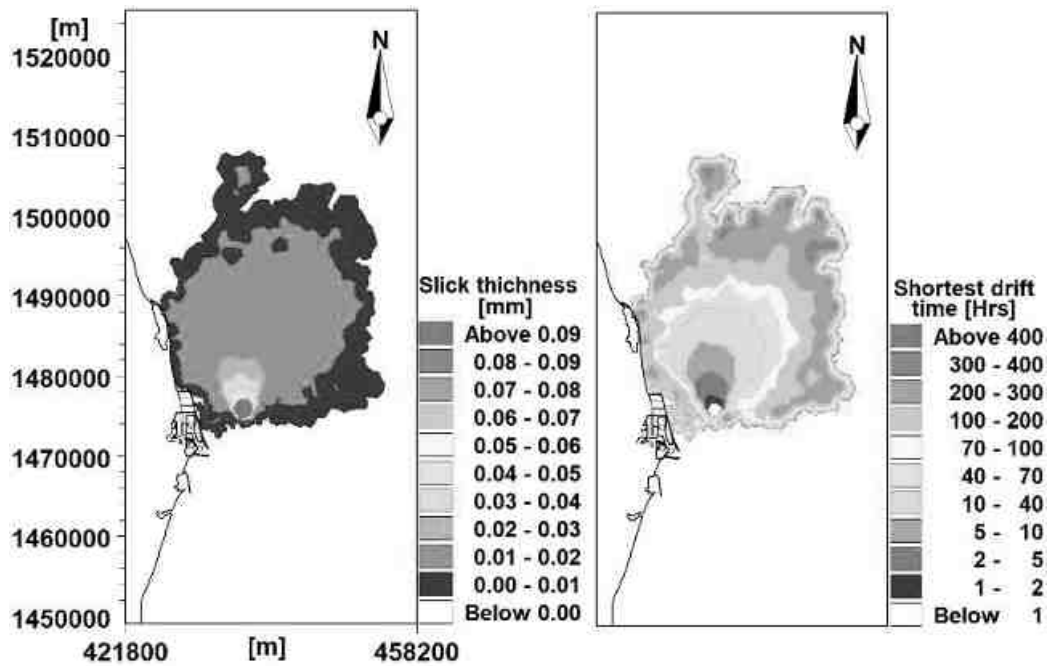 [m]
1520000
1510000
1500000
1490000
1480000
1470000
1460000
1450000
421800
[m]
458200
N
Slick thichness
[mm]
Above 0.09
0.08 - 0.09
0.07 - 0.08
0.06 - 0.07
0.05 - 0.06
0.04 - 0.05
0.03 - 0.04
0.02 - 0.03
0.01 - 0.02
0.00 - 0.01
Below 0.00
N
Shortest drift
time [Hrs]
Above 400
300 - 400
200 - 300
100 - 200
70 - 100
40 - 70
10 - 40
5 - 10
2 - 5
1 - 2
Below 1